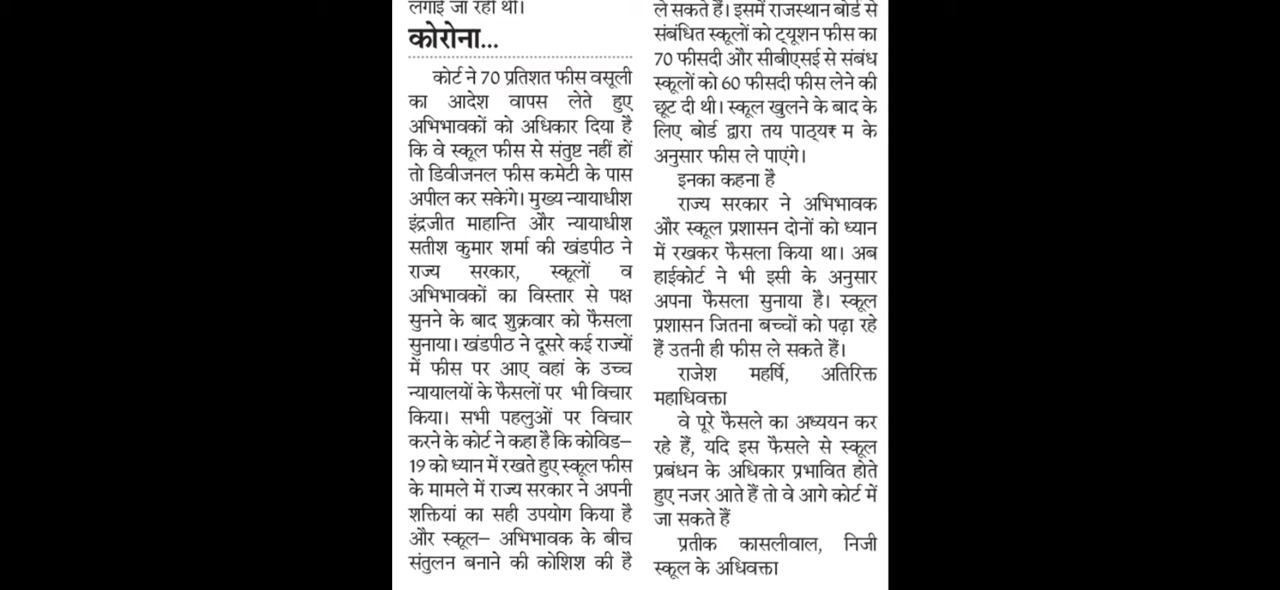 लगाई जा रही थी।
कोरोना...
कोर्ट ने 70 प्रतिशत फीस वसूली
का आदेश वापस लेते हुए
अभिभावकों को अधिकार दिया है
कि वे स्कूल फीस से संतुष्ट नहीं हों
तो डिवीजनल फीस कमेटी के पास
अपील कर सकेंगे। मुख्य न्यायाधीश
इंद्रजीत माहान्ति और न्यायाधीश
सतीश कुमार शर्मा की खंडपीठ ने
राज्य सरकार, स्कूलों व
अभिभावकों का विस्तार से पक्ष
सुनने के बाद शुक्रवार को फैसला
सुनाया। खंडपीठ ने दूसरे कई राज्यों
में फीस पर आए वहां के उच्च
न्यायालयों के फैसलों पर भी विचार
किया। सभी पहलुओं पर विचार
करने के कोर्ट ने कहा है कि कोविड–
19 को ध्यान में रखते हुए स्कूल फीस
के मामले में राज्य सरकार ने अपनी
शक्तियां का सही उपयोग किया है
और स्कूल– अभिभावक के बीच
संतुलन बनाने की कोशिश की है
ले सकते हैं। इसमें राजस्थान बोर्ड से
संबंधित स्कूलों को ट्यूशन फीस का
70 फीसदी और सीबीएसई से संबंध
स्कूलों को 60 फीसदी फीस लेने की
छूट दी थी। स्कूल खुलने के बाद के
लिए बोर्ड द्वारा तय पाठ्य₹ म के
अनुसार फीस ले पाएंगे।
इनका कहना है
राज्य सरकार ने अभिभावक
और स्कूल प्रशासन दोनों को ध्यान
में रखकर फैसला किया था। अब
हाईकोर्ट ने भी इसी के अनुसार
अपना फैसला सुनाया है। स्कूल
प्रशासन जितना बच्चों को पढ़ा रहे
हैं उतनी ही फीस ले सकते हैं।
राजेश महर्षि, अतिरिक्त
महाधिवक्ता
वे पूरे फैसले का अध्ययन कर
रहे हैं, यदि इस फैसले से स्कूल
प्रबंधन के अधिकार प्रभावित होते
हुए नजर आते हैं तो वे आगे कोर्ट में
जा सकते हैं
प्रतीक कासलीवाल, निजी
स्कूल के अधिवक्ता